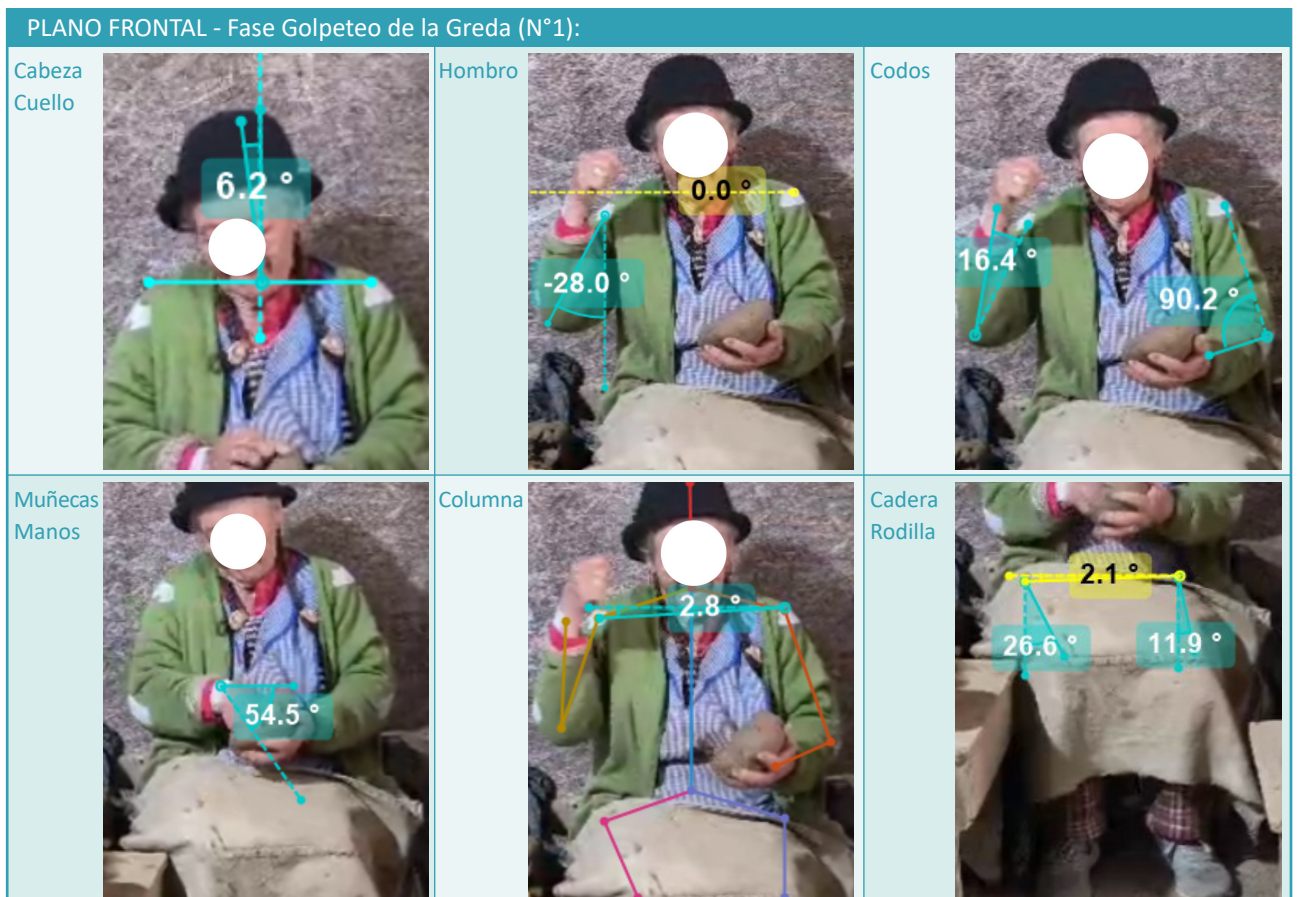 PLANO FRONTAL - Fase Golpeteo de la Greda (N°1):
Cabeza
Cuello
6.2 °
Hombro
0.0 °
-28.0 °
Codos
16.4 °
90.2 °
Muñecas
Manos
54.5 °
Columna
2.8 °
Cadera
Rodilla
2.1 °
26.6 °
11.9 °